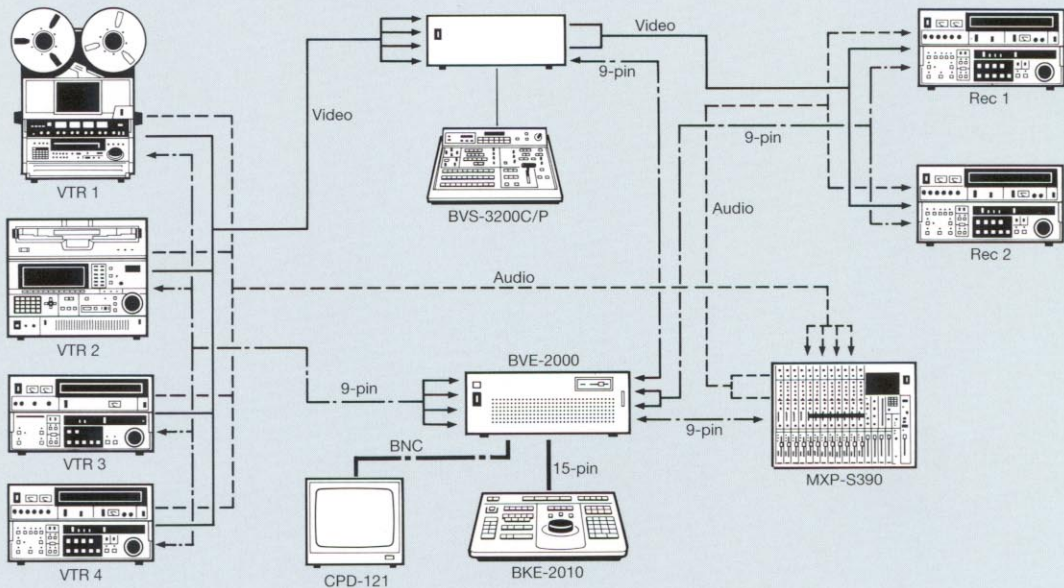 VTR 1
VTR 2
VTR 3
VTR 4
Video
BVS-3200C/P
Video
9-pin
9-pin
Rec 1
Rec 2
Audio
Audio
9-pin
BVE-2000
BNC
15-pin
9-pin
CPD-121
BKE-2010
MXP-S390